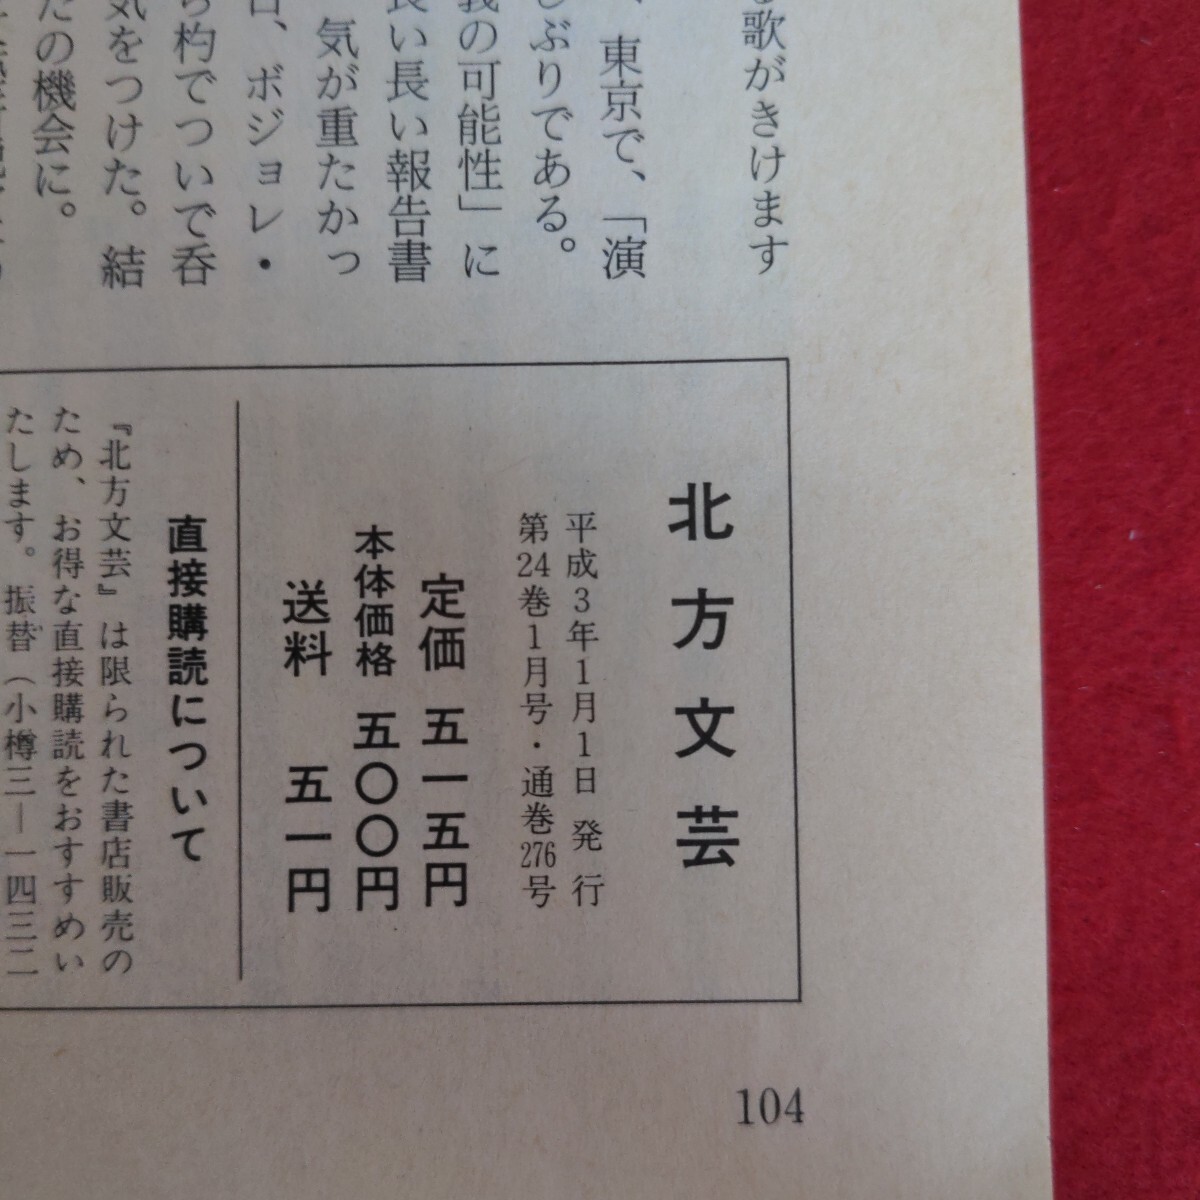 歌がきけます
、東京で、「演
しぶりである。
義の可能性」に
長い長い報告書
気が重たかっ
日、ボジョレ・
ら杓でついで呑
気をつけた。結
たの機会に。
北方文芸
平成3年1月1日 発行
第24巻1月号・通巻276号
定価 五一五円
本体価格 五〇〇円
送料 五一円
直接購読について
『北方文芸』は限られた書店販売の
ため、お得な直接購読をおすすめい
たします。振替（小樽三―一四三二
104